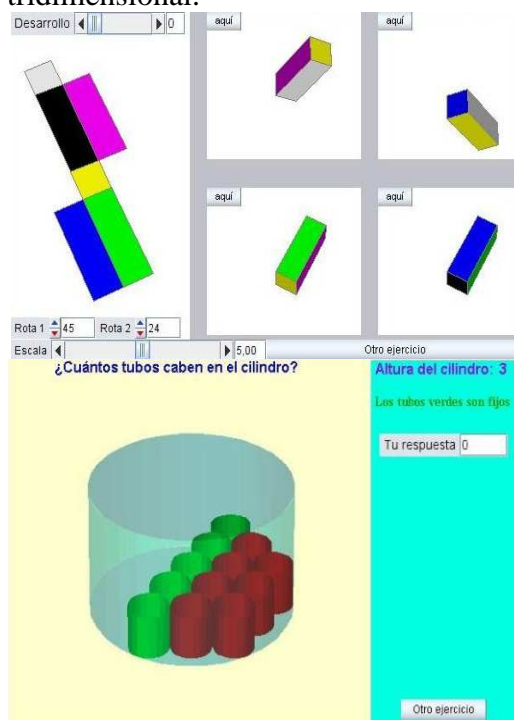 tridimensional.
Desarrollo 0
aquí
aquí
aquí
aquí
Rota 1 45 Rota 2 24
Escala 5,00 Otro ejercicio
¿Cuántos tubos caben en el cilindro?
Altura del cilindro: 3
Los tubos verdes son fijos
Tu respuesta 0
Otro ejercicio